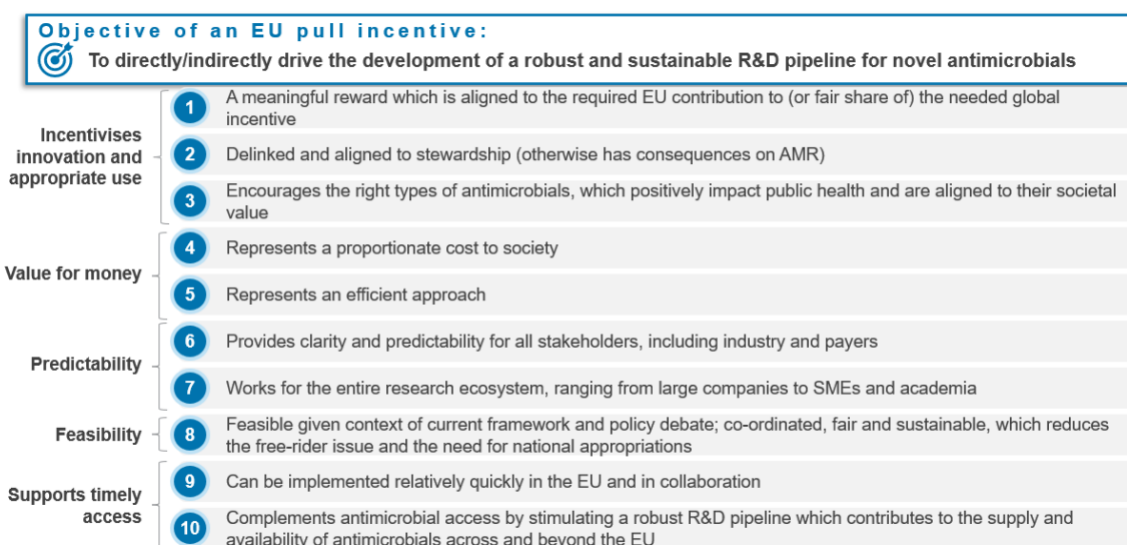 Objective of an EU pull incentive:
To directly/indirectly drive the development of a robust and sustainable R&D pipeline for novel antimicrobials
Incentivises
innovation and
appropriate use
1
A meaningful reward which is aligned to the required EU contribution to (or fair share of) the needed global
incentive
2
Delinked and aligned to stewardship (otherwise has consequences on AMR)
3
Encourages the right types of antimicrobials, which positively impact public health and are aligned to their societal
value
Value for money
4
Represents a proportionate cost to society
5
Represents an efficient approach
Predictability
6
Provides clarity and predictability for all stakeholders, including industry and payers
7
Works for the entire research ecosystem, ranging from large companies to SMEs and academia
Feasibility
8
Feasible given context of current framework and policy debate; co-ordinated, fair and sustainable, which reduces
the free-rider issue and the need for national appropriations
Supports timely
access
9
Can be implemented relatively quickly in the EU and in collaboration
10
Complements antimicrobial access by stimulating a robust R&D pipeline which contributes to the supply and
availability of antimicrobials across and beyond the EU